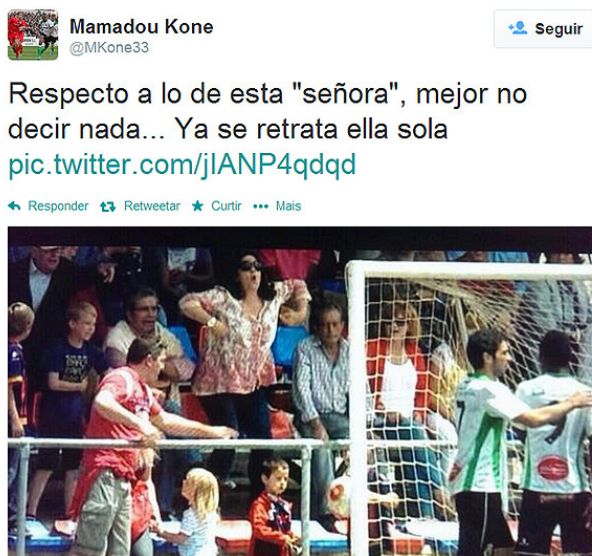 Mamadou Kone
@MKone33
Seguir
Respecto a lo de esta "señora", mejor no
decir nada... Ya se retrata ella sola
pic.twitter.com/jIANP4qdqd
Responder Retweetar Curtir Mais
7